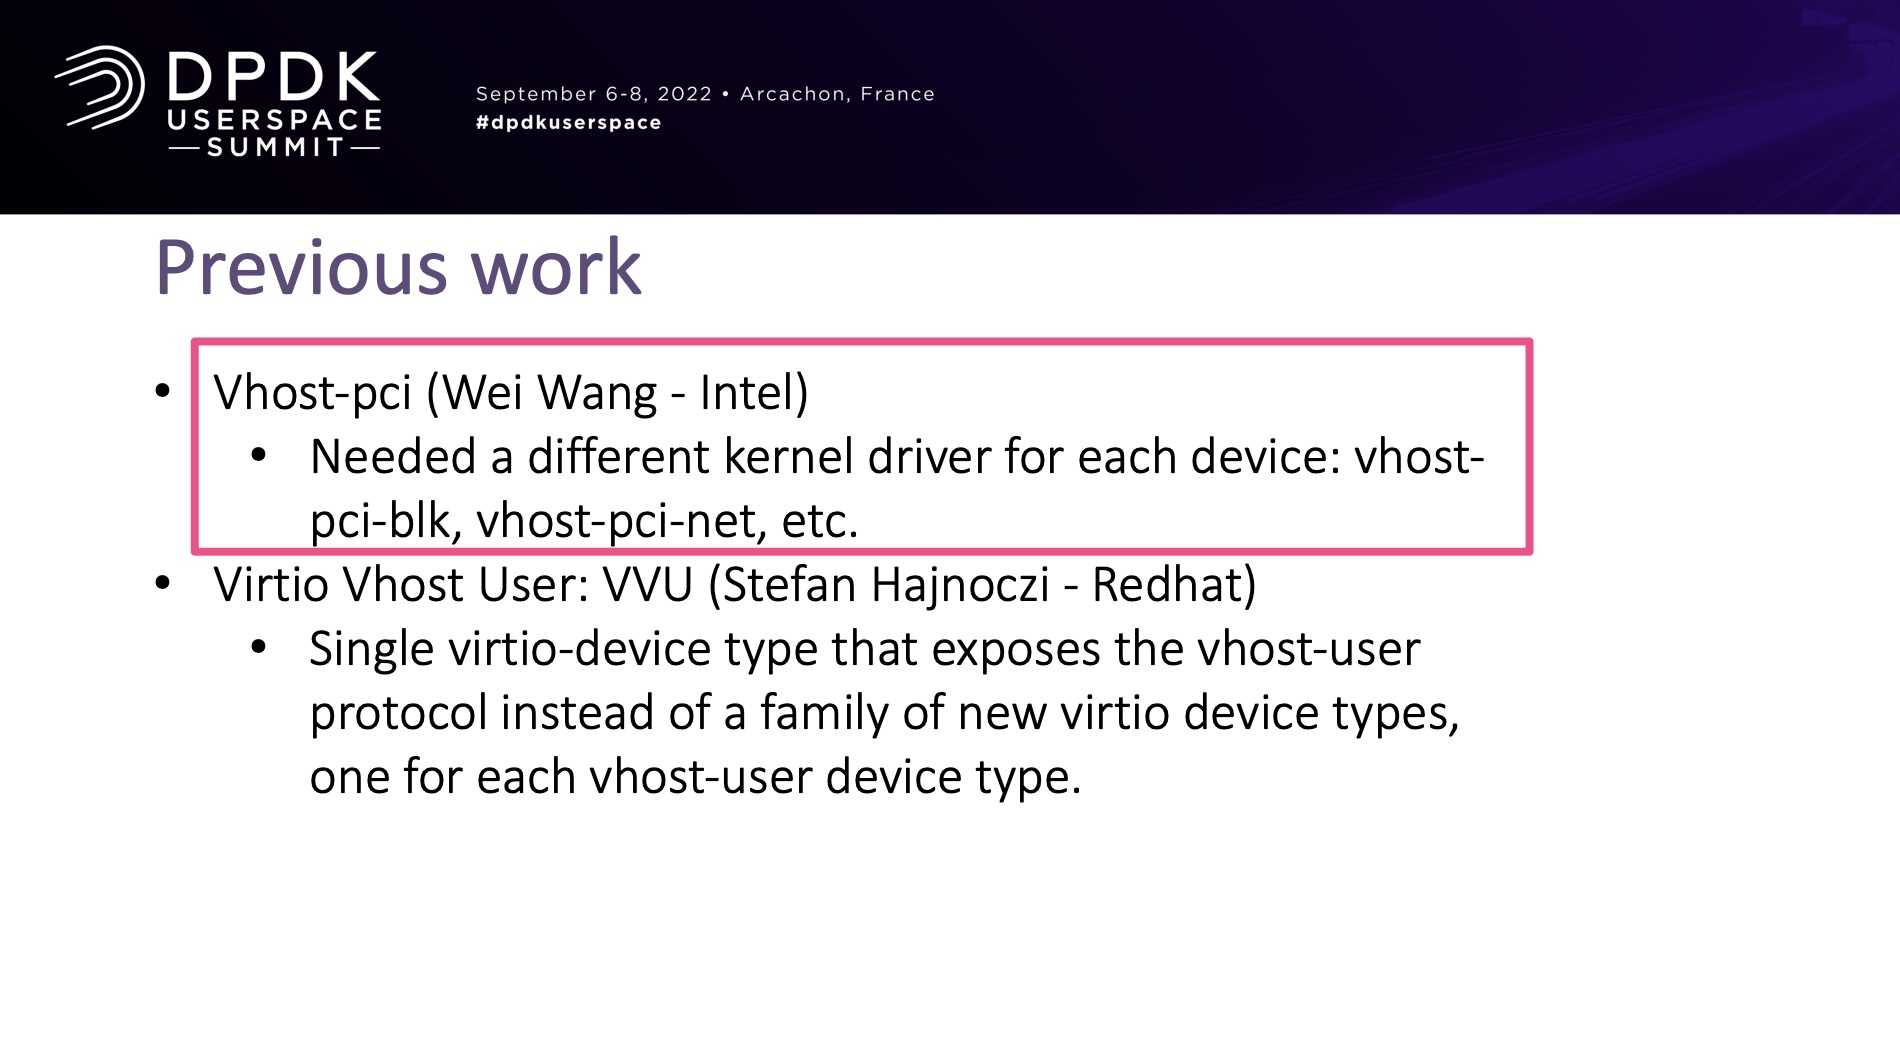 DPDK
USERSPACE
SUMMIT
September 6-8, 2022 • Arcachon, France
#dpdkuserspace
Previous work
• Vhost-pci (Wei Wang - Intel)
• Needed a different kernel driver for each device: vhost-
pci-blk, vhost-pci-net, etc.
• Virtio Vhost User: VVU (Stefan Hajnoczi - Redhat)
• Single virtio-device type that exposes the vhost-user
protocol instead of a family of new virtio device types,
one for each vhost-user device type.